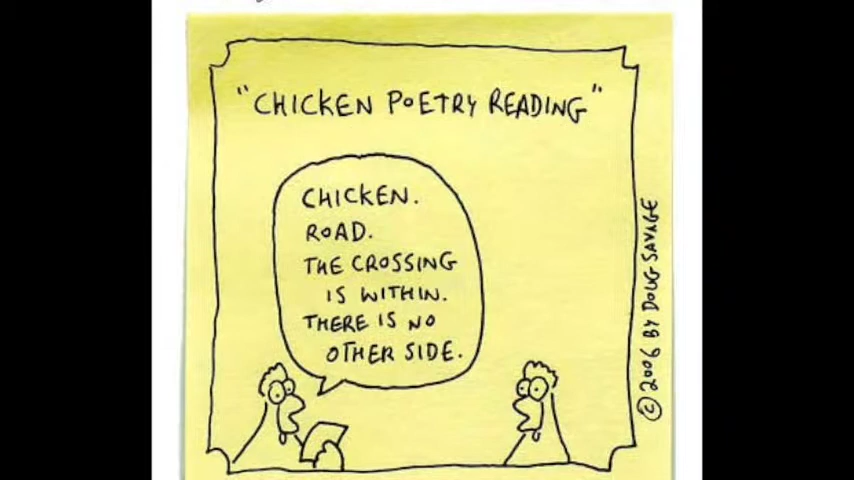 "CHICKEN POETRY READING"
CHICKEN.
ROAD.
THE CROSSING
IS WITHIN.
THERE IS NO
OTHER SIDE.
© 2006 BY DOUG SAVAGE